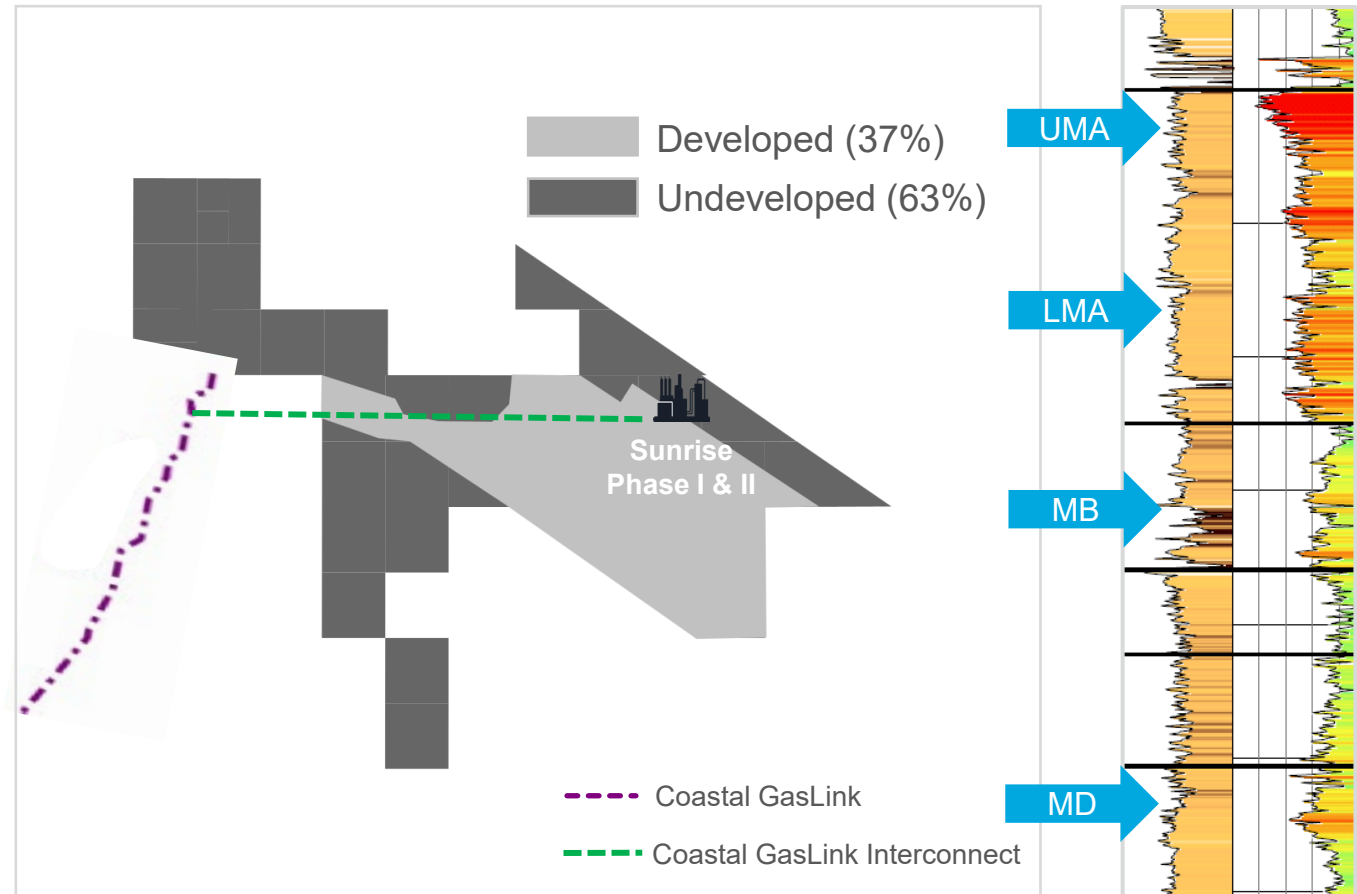 Developed (37%)
Undeveloped (63%)
Sunrise
Phase I & II
Coastal GasLink
Coastal GasLink Interconnect
UMA
LMA
MB
MD